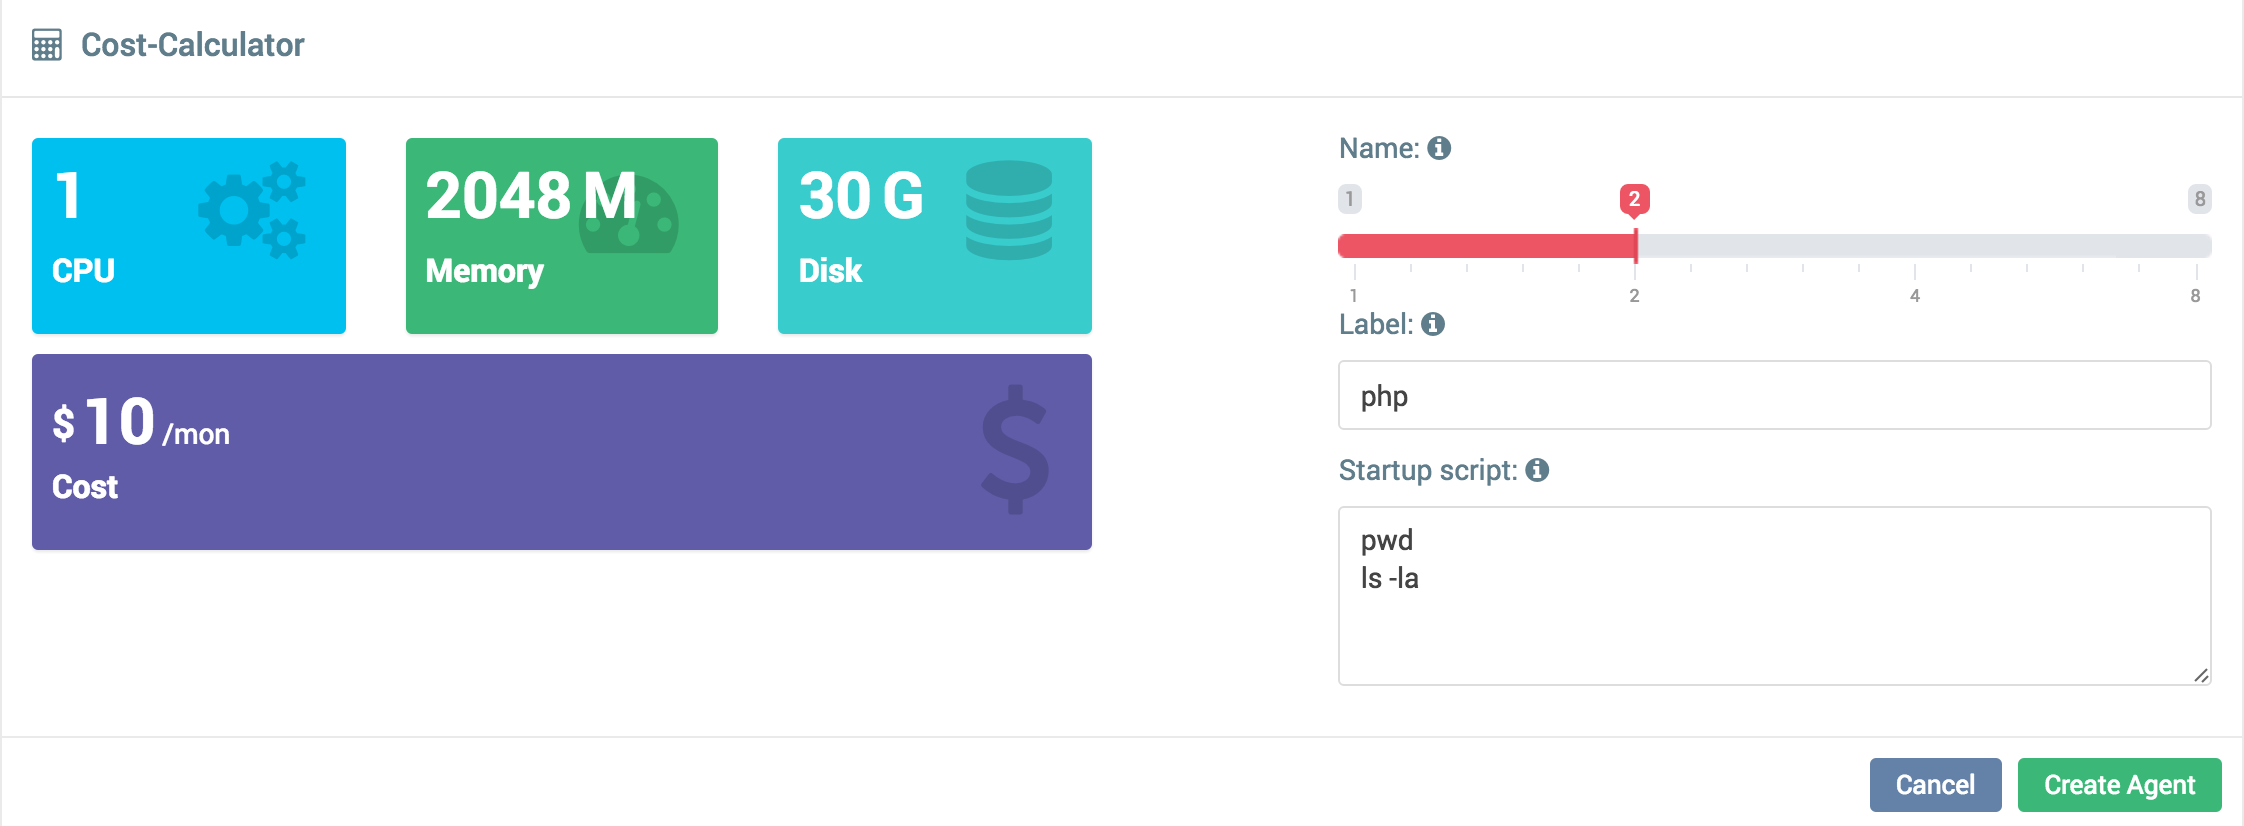 Cost-Calculator
1
CPU
2048 M
Memory
30 G
Disk
$ 10 /mon
Cost
Name:
1 2 8
1 2 4 8
Label:
php
Startup script:
pwd
ls -la
Cancel
Create Agent